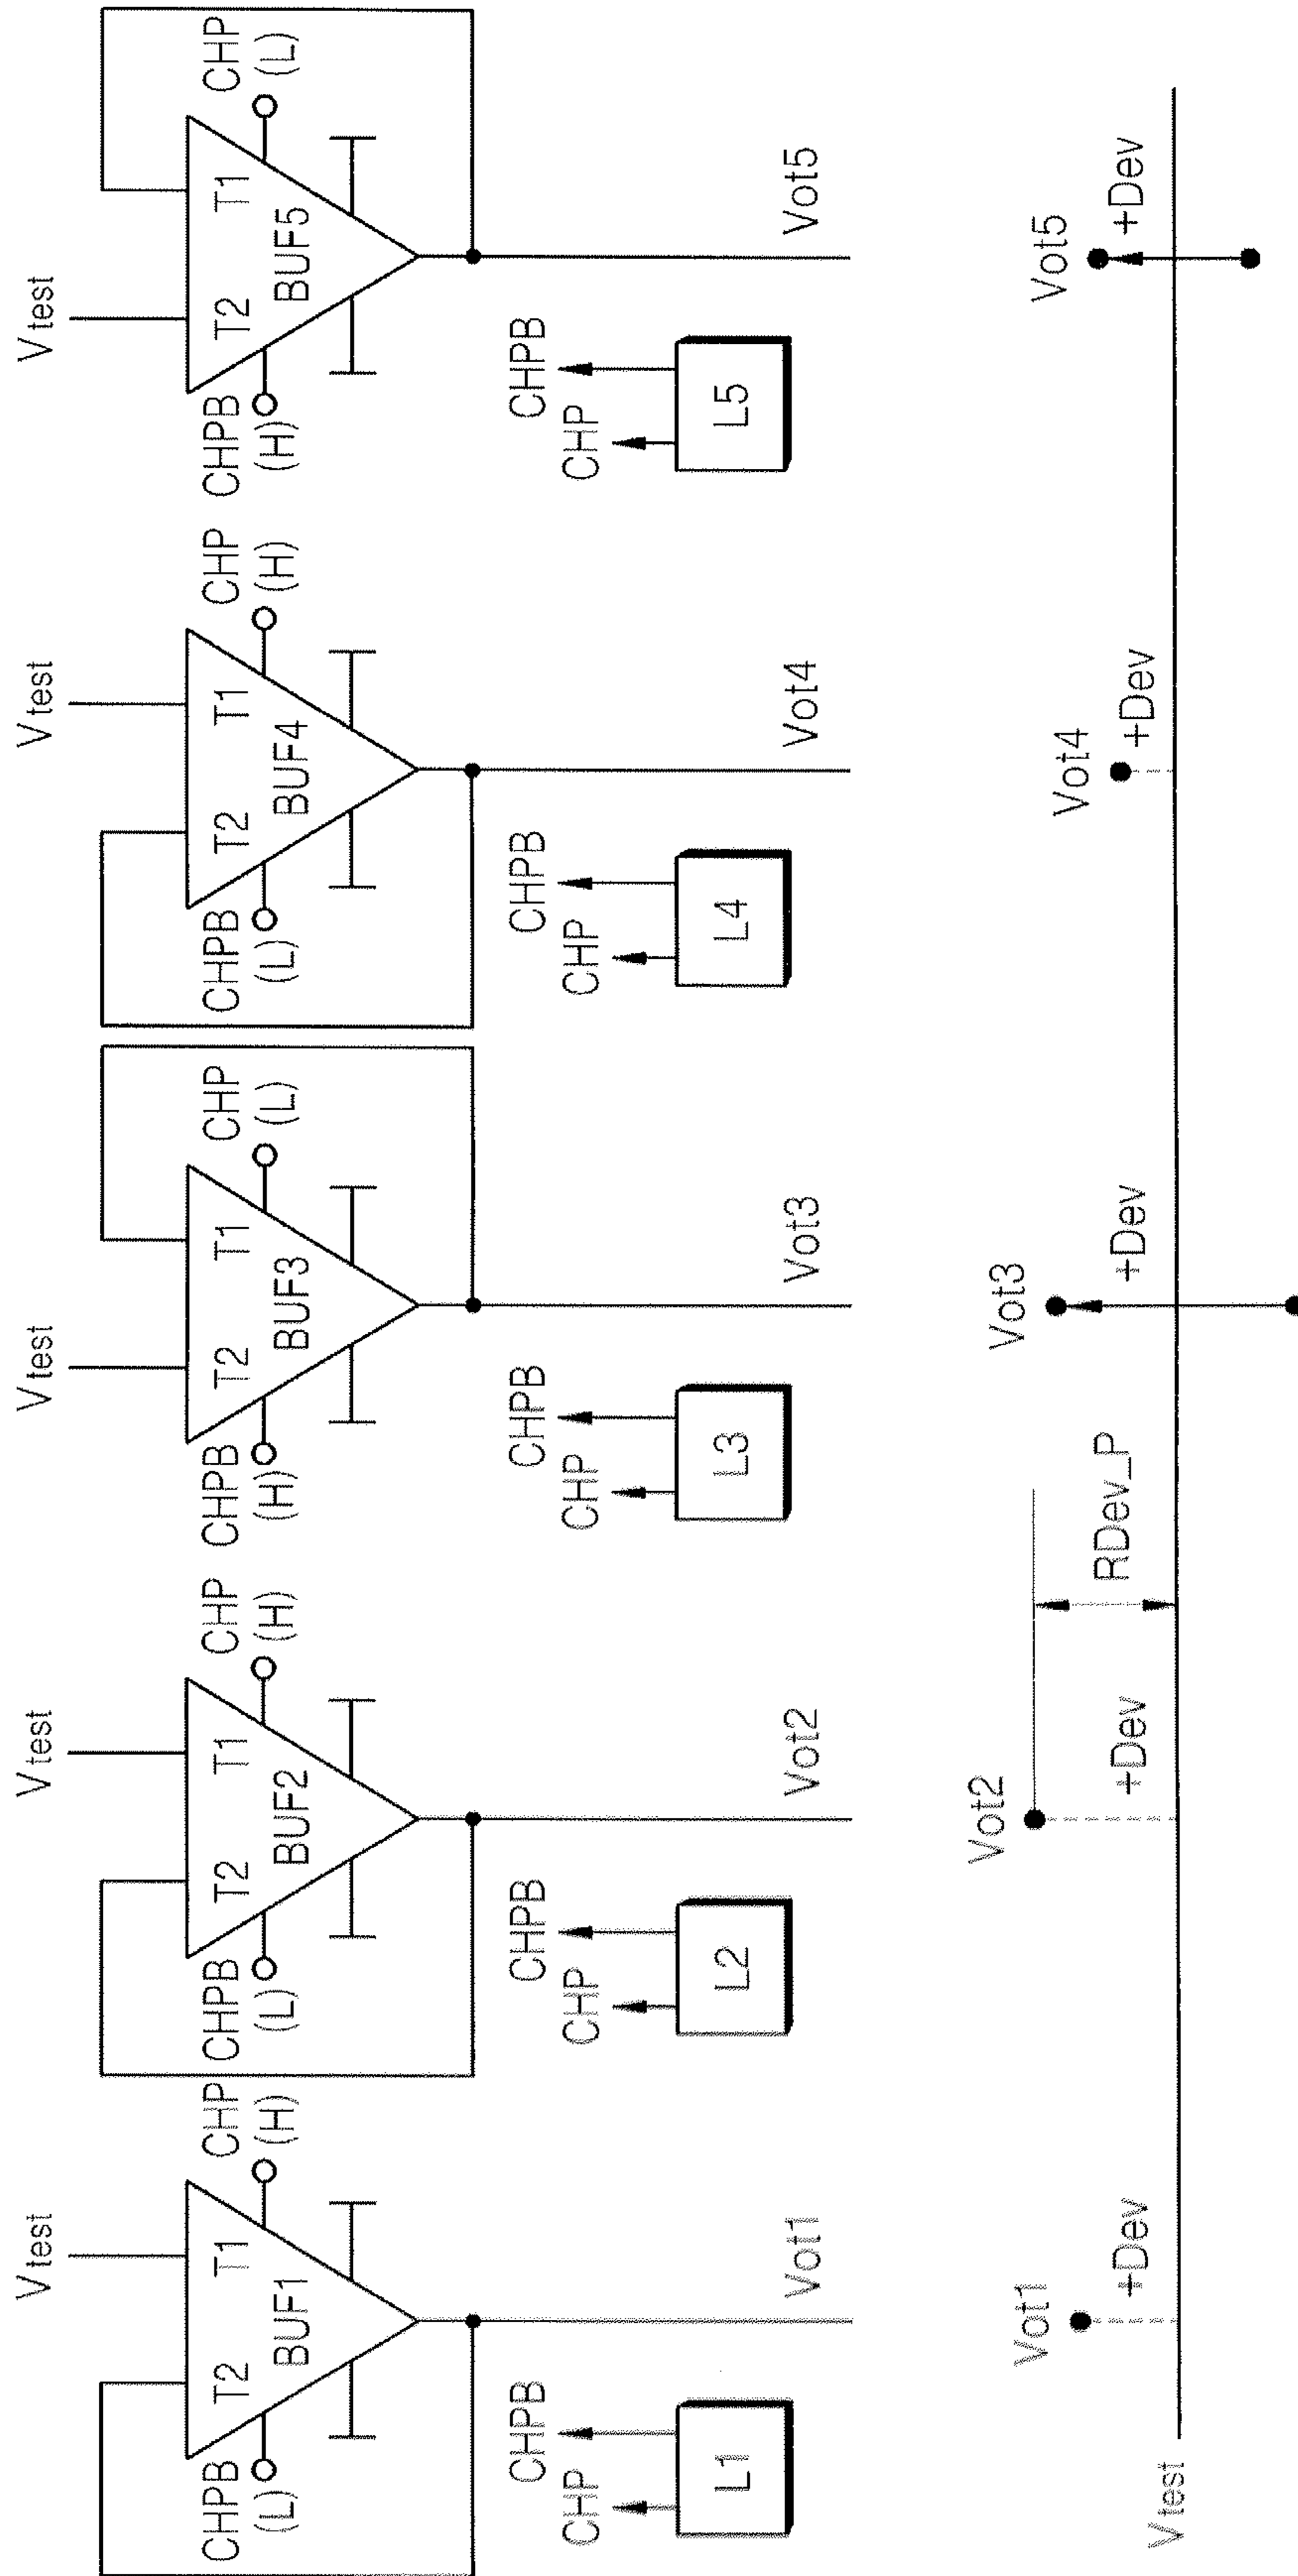 Vtest
Vtest
Vtest
Vtest
Vtest
CHPB
(L)
T2
T1
BUF1
CHP
(H)
CHPB
(L)
T2
T1
BUF2
CHP
(H)
CHPB
(H)
T2
T1
BUF3
CHP
(L)
CHPB
(L)
T2
T1
BUF4
CHP
(H)
CHPB
(H)
T2
T1
BUF5
CHP
(L)
CHP
CHPB
L1
Vot1
CHP
CHPB
L2
Vot2
CHP
CHPB
L3
Vot3
CHP
CHPB
L4
Vot4
CHP
CHPB
L5
Vot5
Vtest
Vot1
+Dev
Vot2
+Dev
RDev_P
Vot3
+Dev
Vot4
+Dev
Vot5
+Dev